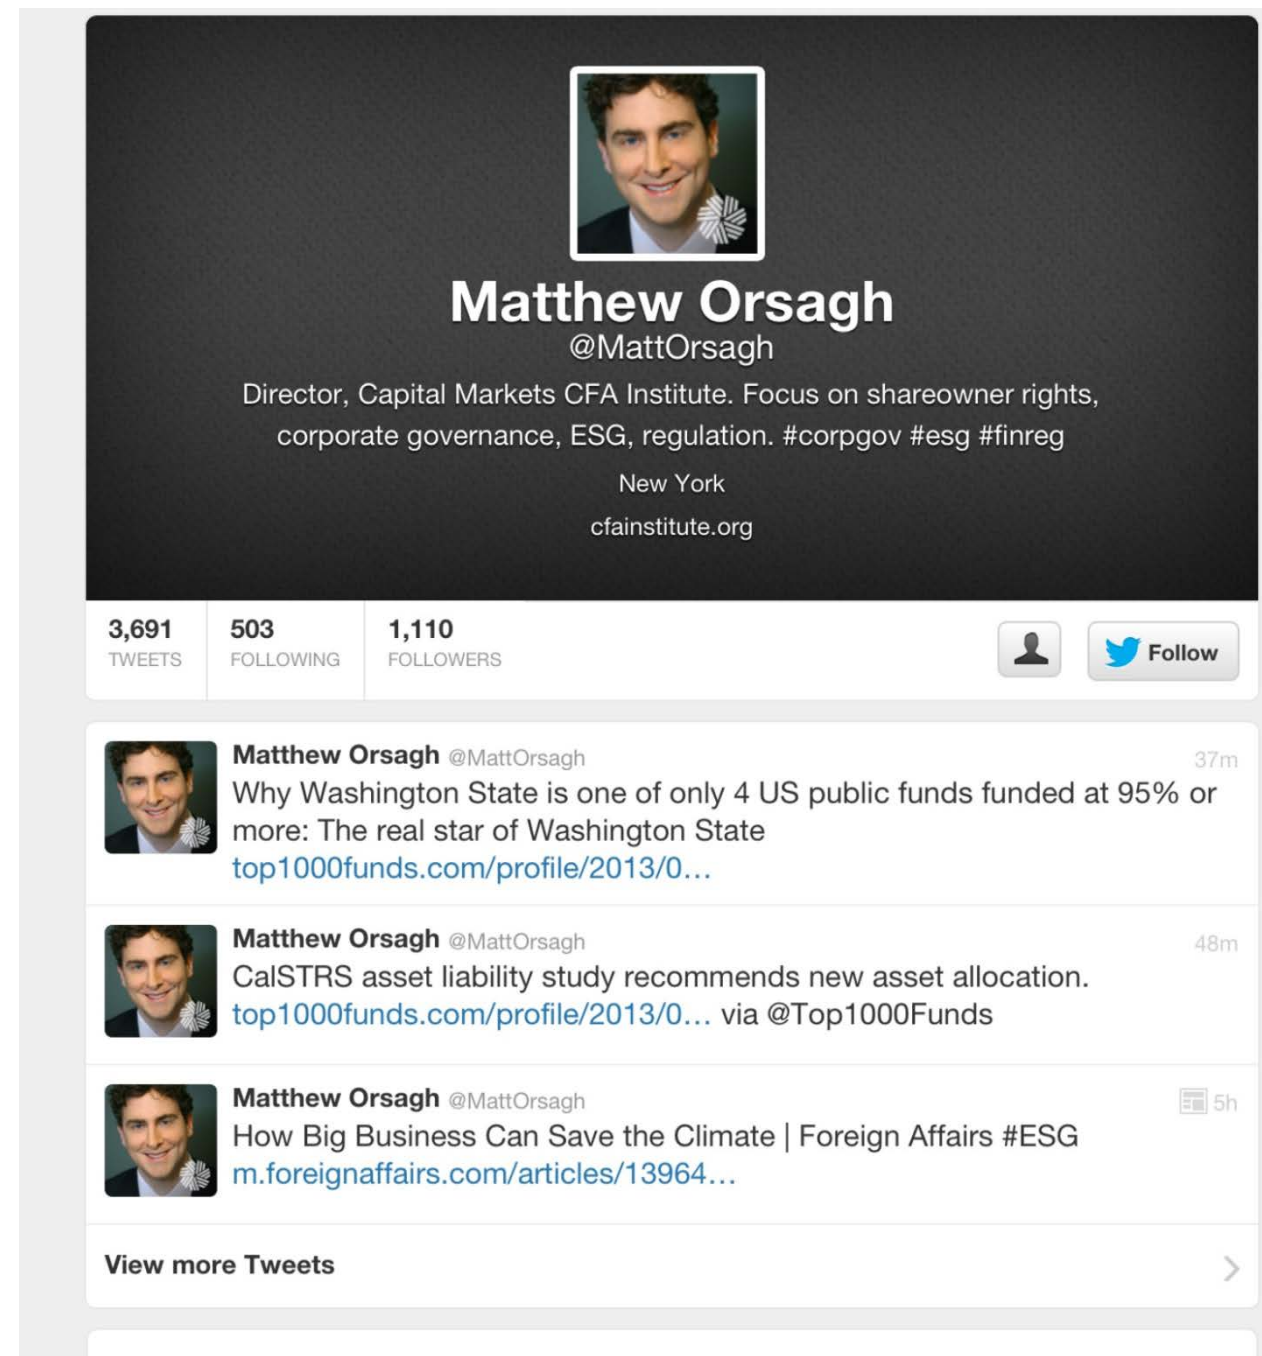 Matthew Orsagh
@MattOrsagh
Director, Capital Markets CFA Institute. Focus on shareowner rights,
corporate governance, ESG, regulation. #corpgov #esg #finreg
New York
cfainstitute.org
3,691 503 1,110
TWEETS FOLLOWING FOLLOWERS
Follow
Matthew Orsagh @MattOrsagh 37m
Why Washington State is one of only 4 US public funds funded at 95% or
more: The real star of Washington State
top1000funds.com/profile/2013/0…
Matthew Orsagh @MattOrsagh 48m
CalSTRS asset liability study recommends new asset allocation.
top1000funds.com/profile/2013/0… via @Top1000Funds
Matthew Orsagh @MattOrsagh 5h
How Big Business Can Save the Climate | Foreign Affairs #ESG
m.foreignaffairs.com/articles/13964…
View more Tweets